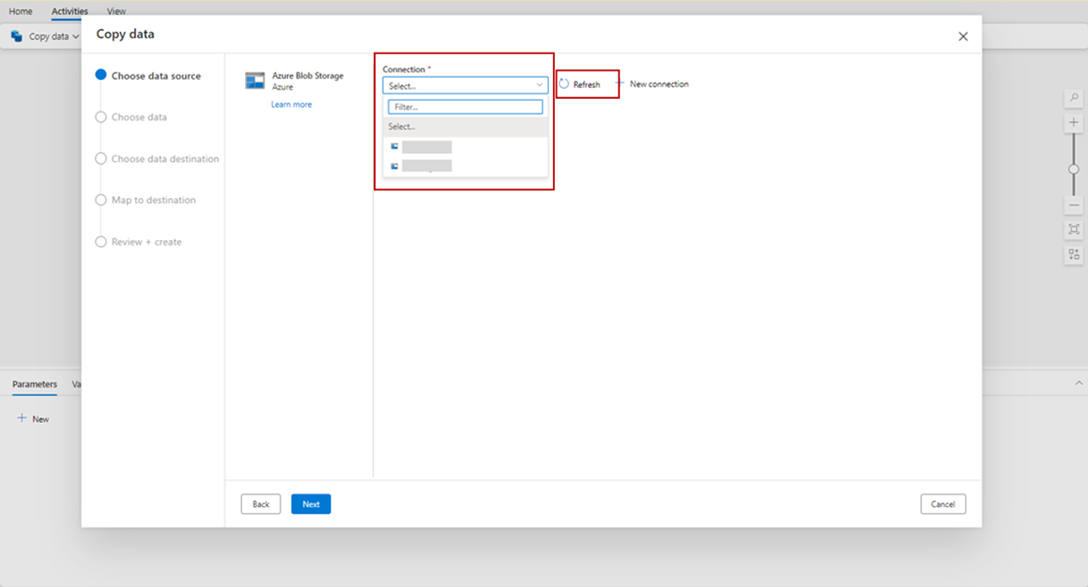 Home Activities View
Copy data
Copy data
Choose data source
Choose data
Choose data destination
Map to destination
Review + create
Azure Blob Storage
Azure
Learn more
Connection *
Select...
Filter...
Select...
Refresh
New connection
Parameters Va
New
Back
Next
Cancel